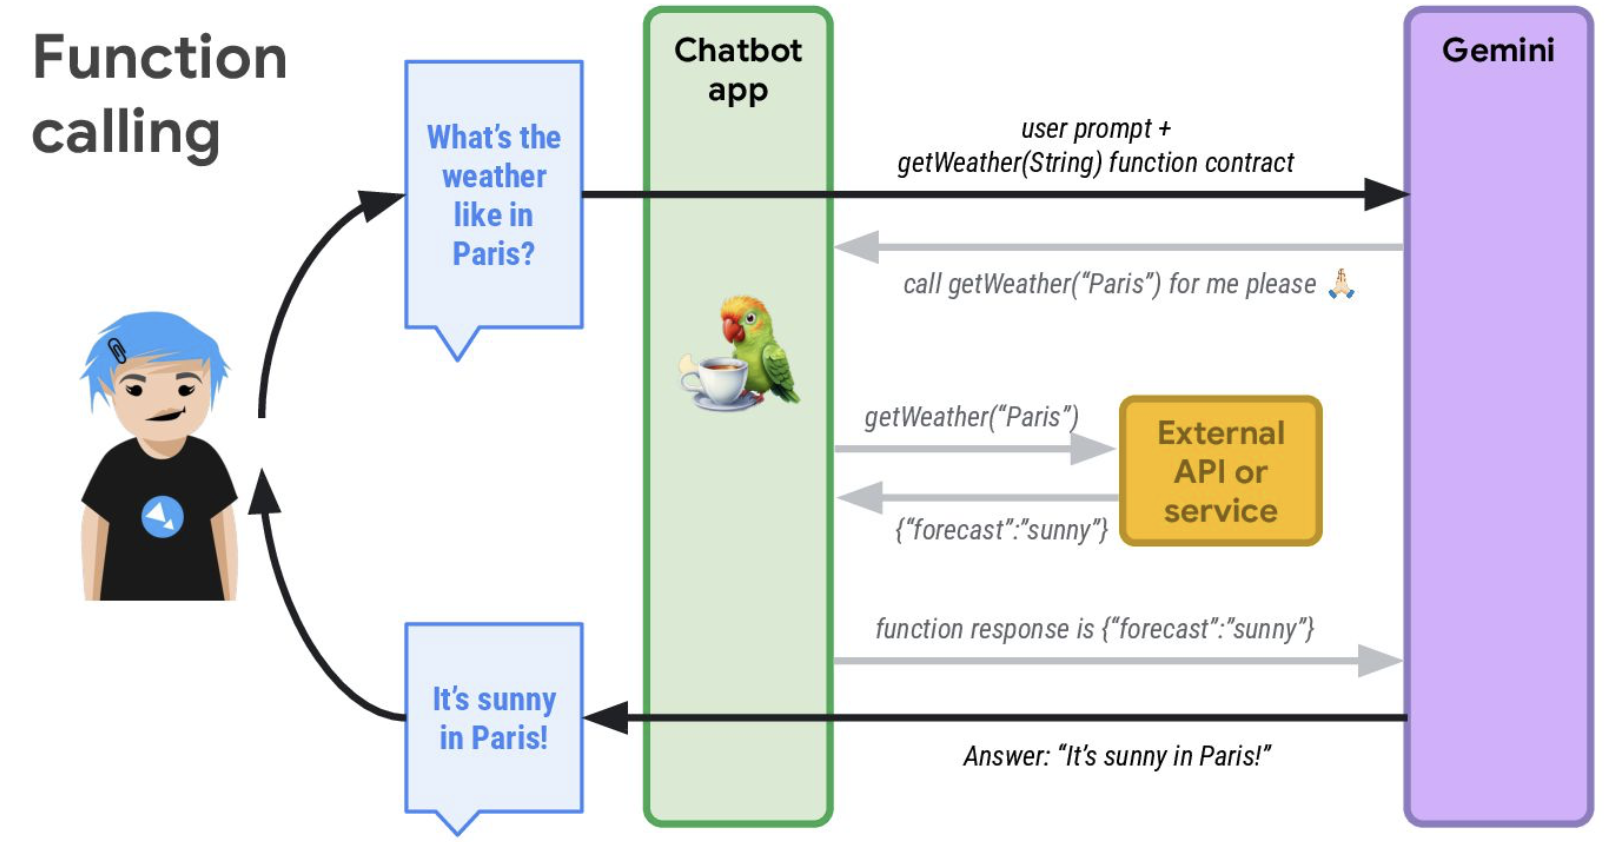 Function
calling
What’s the
weather
like in
Paris?
Chatbot
app
Gemini
user prompt +
getWeather(String) function contract
call getWeather(“Paris”) for me please 🙏🏻
getWeather(“Paris”)
External
API or
service
{“forecast”:”sunny”}
function response is {“forecast”:”sunny”}
It’s sunny
in Paris!
Answer: “It’s sunny in Paris!”